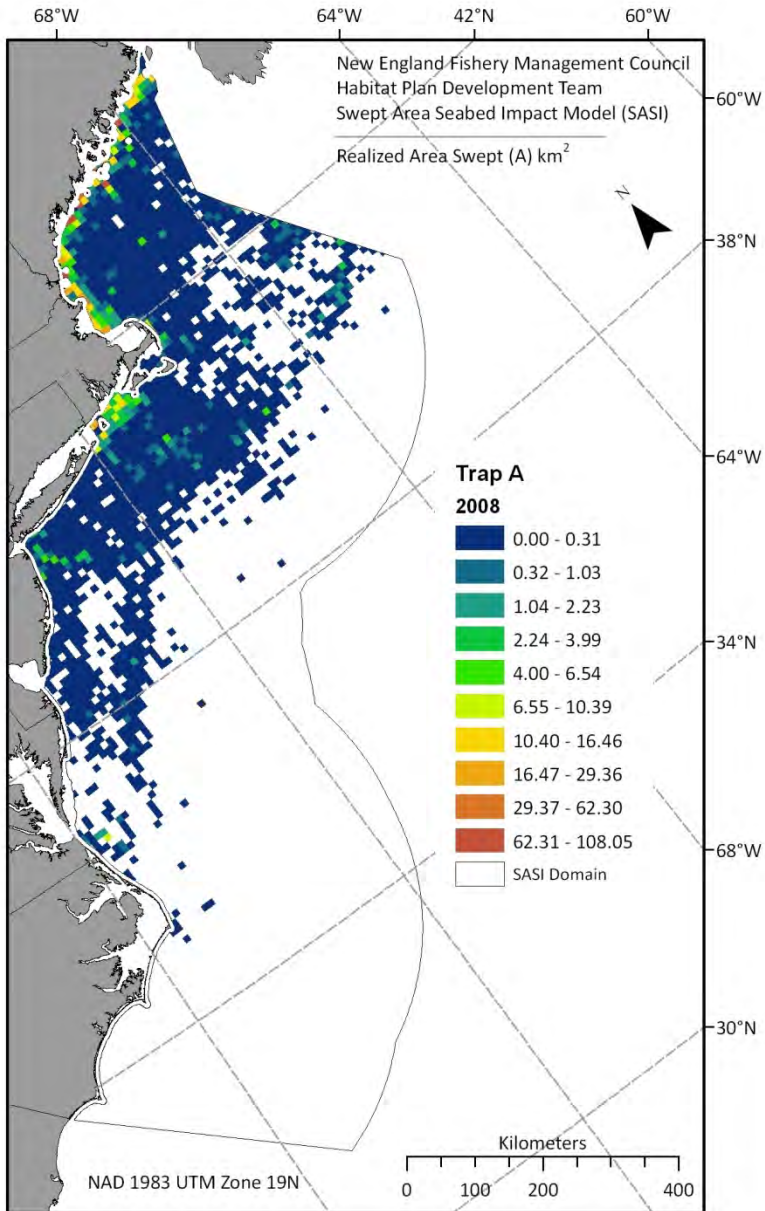 68°W 64°W 42°N 60°W
New England Fishery Management Council
Habitat Plan Development Team
Swept Area Seabed Impact Model (SASI)
Realized Area Swept (A) km²
60°W
N
38°N
64°W
Trap A
2008
0.00 - 0.31
0.32 - 1.03
1.04 - 2.23
2.24 - 3.99
4.00 - 6.54
6.55 - 10.39
10.40 - 16.46
16.47 - 29.36
29.37 - 62.30
62.31 - 108.05
SASI Domain
34°N
68°W
30°N
Kilometers
0 100 200 400
NAD 1983 UTM Zone 19N